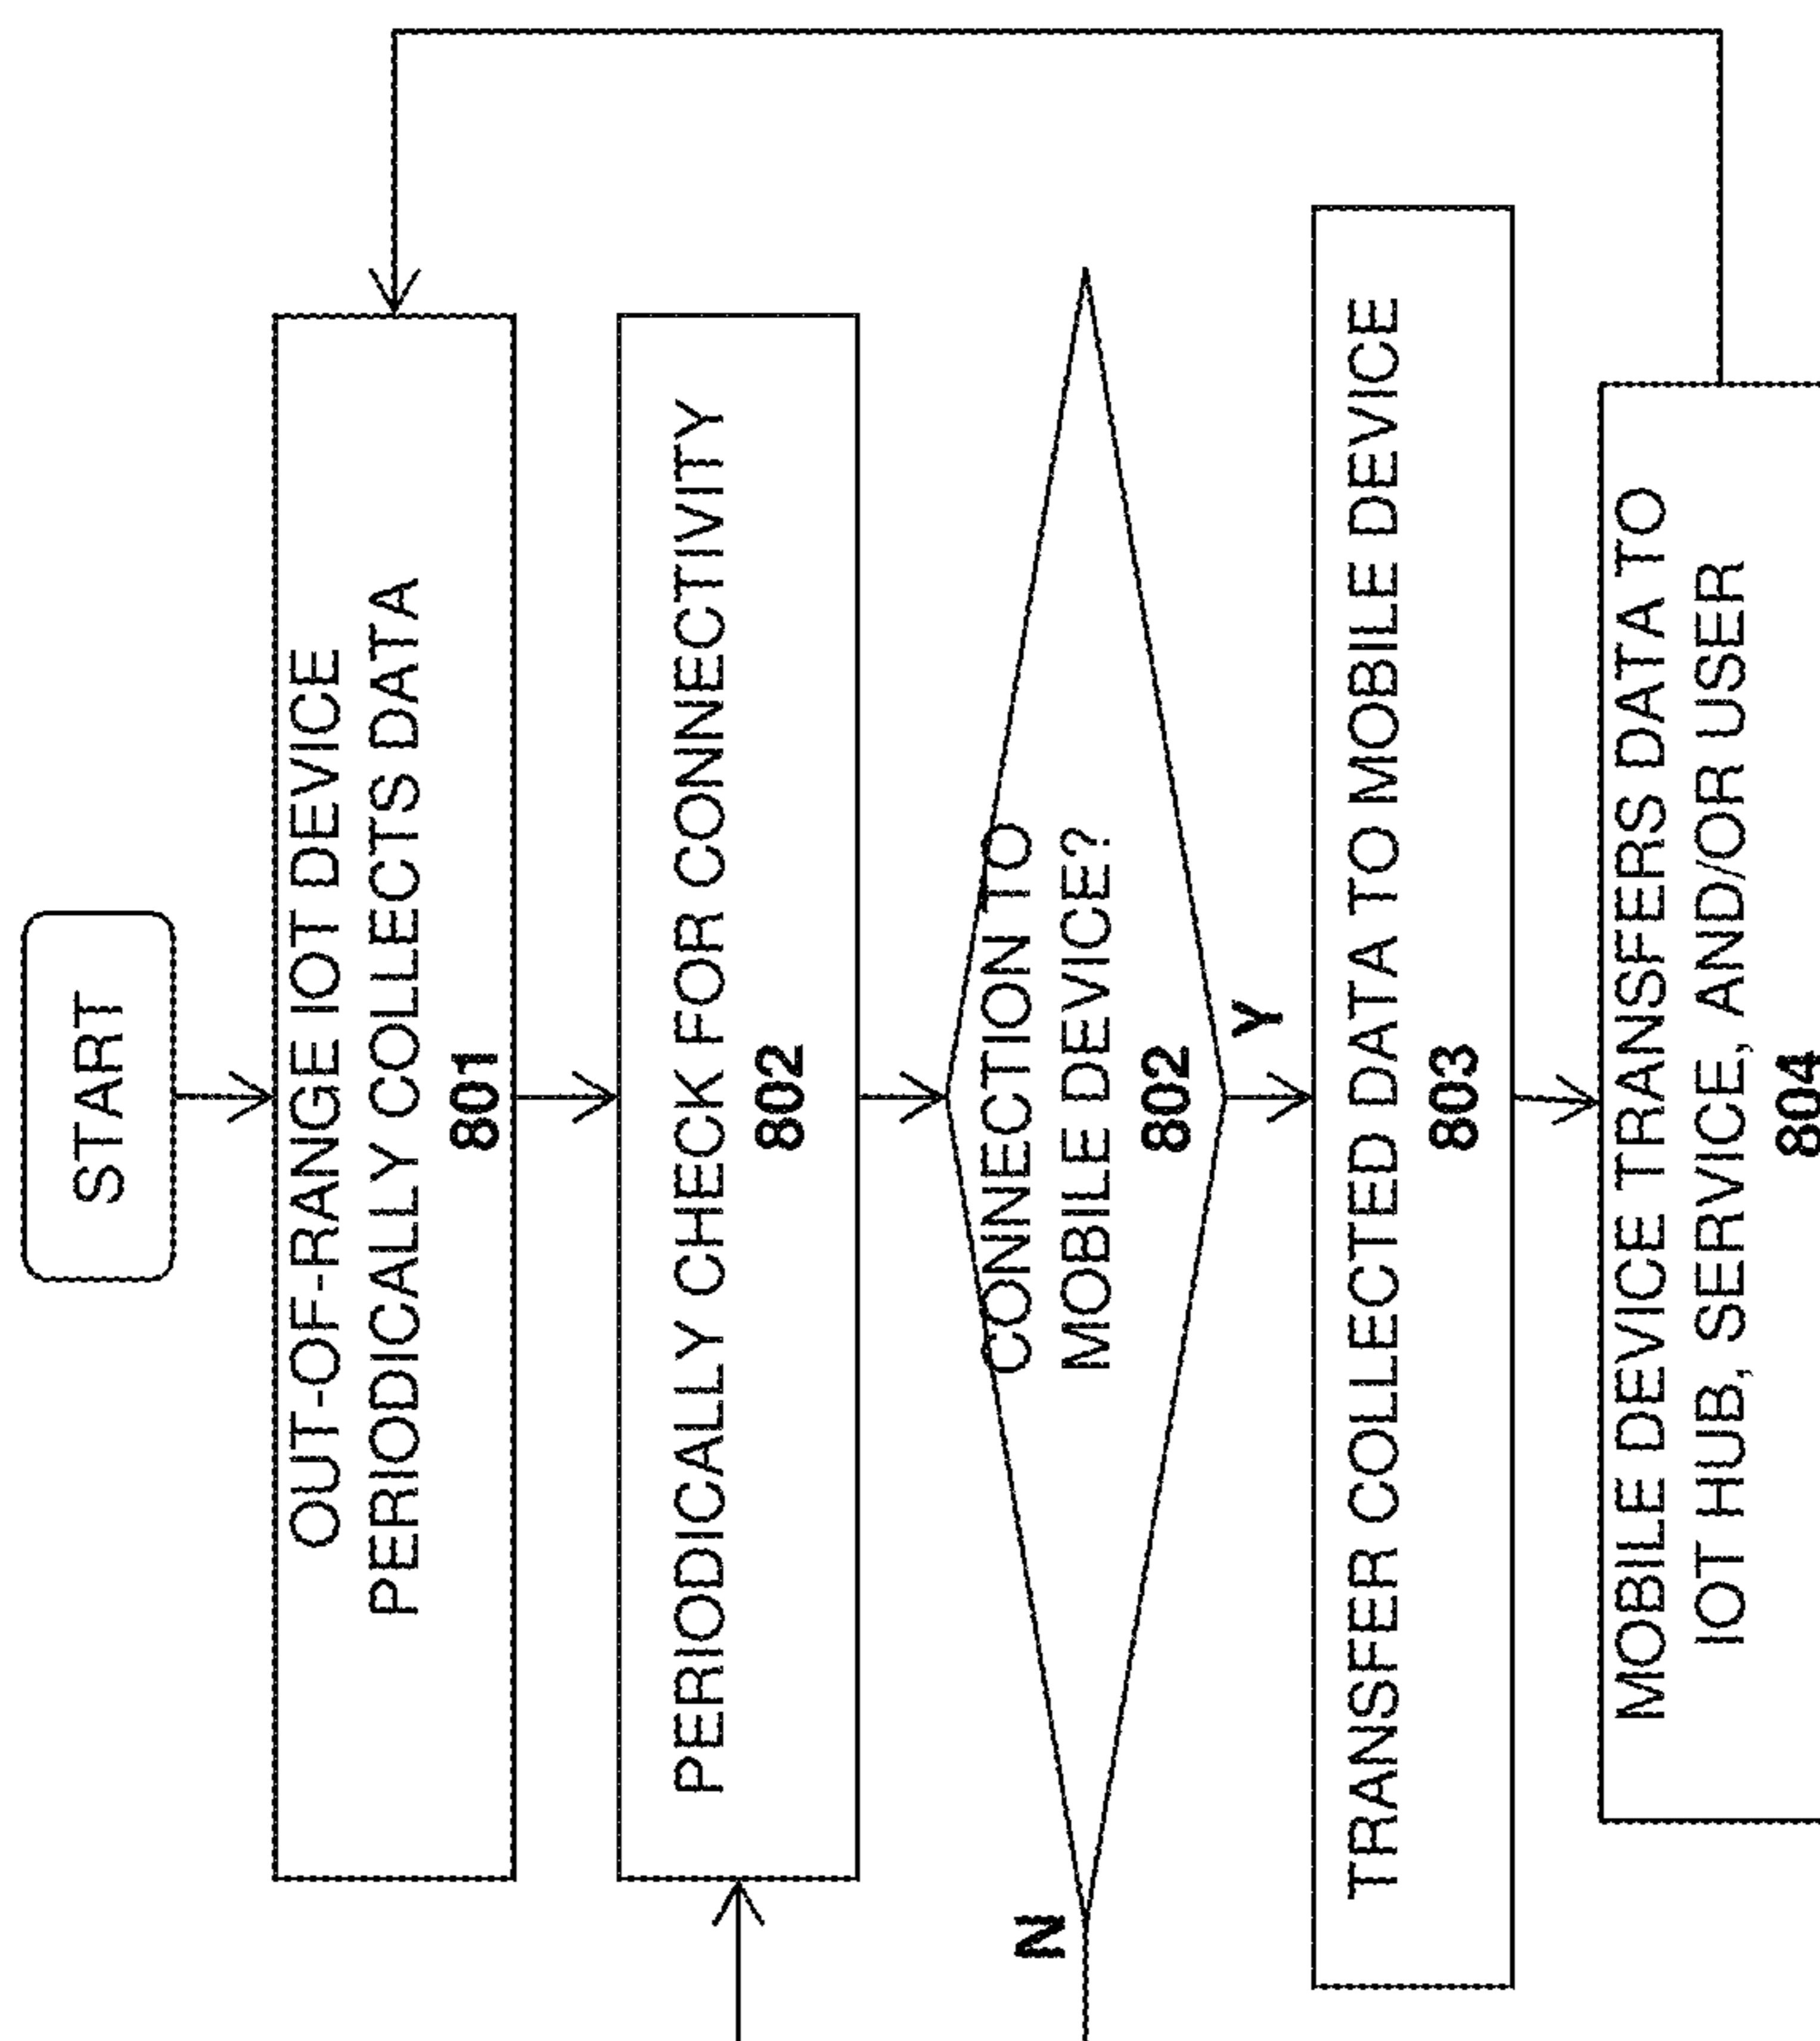 START
OUT-OF-RANGE IOT DEVICE
PERIODICALLY COLLECTS DATA
801
PERIODICALLY CHECK FOR CONNECTIVITY
802
CONNECTION TO
MOBILE DEVICE?
802
N
Y
TRANSFER COLLECTED DATA TO MOBILE DEVICE
803
MOBILE DEVICE TRANSFERS DATA TO
IOT HUB, SERVICE, AND/OR USER
804